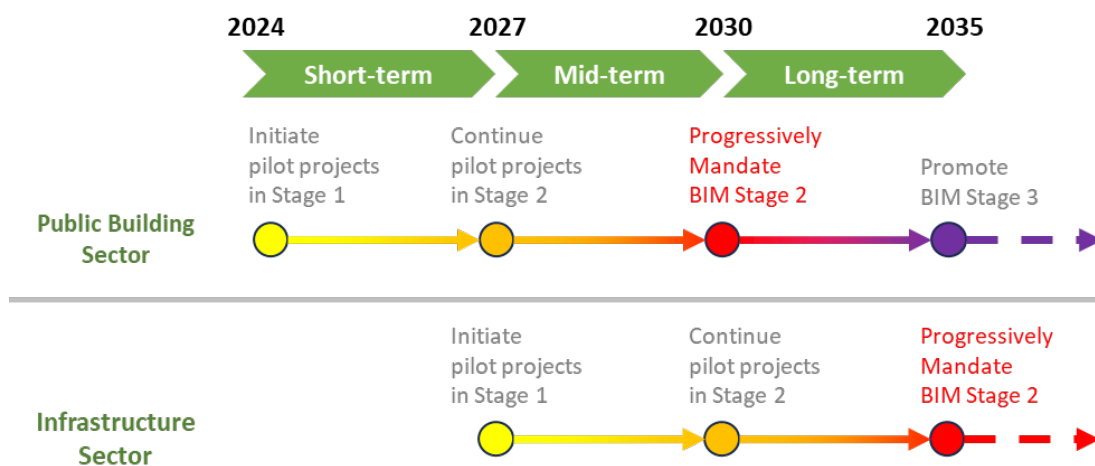 2024
2027
2030
2035
Short-term
Mid-term
Long-term
Initiate
pilot projects
in Stage 1
Continue
pilot projects
in Stage 2
Progressively
Mandate
BIM Stage 2
Promote
BIM Stage 3
Public Building
Sector
Initiate
pilot projects
in Stage 1
Continue
pilot projects
in Stage 2
Progressively
Mandate
BIM Stage 2
Infrastructure
Sector